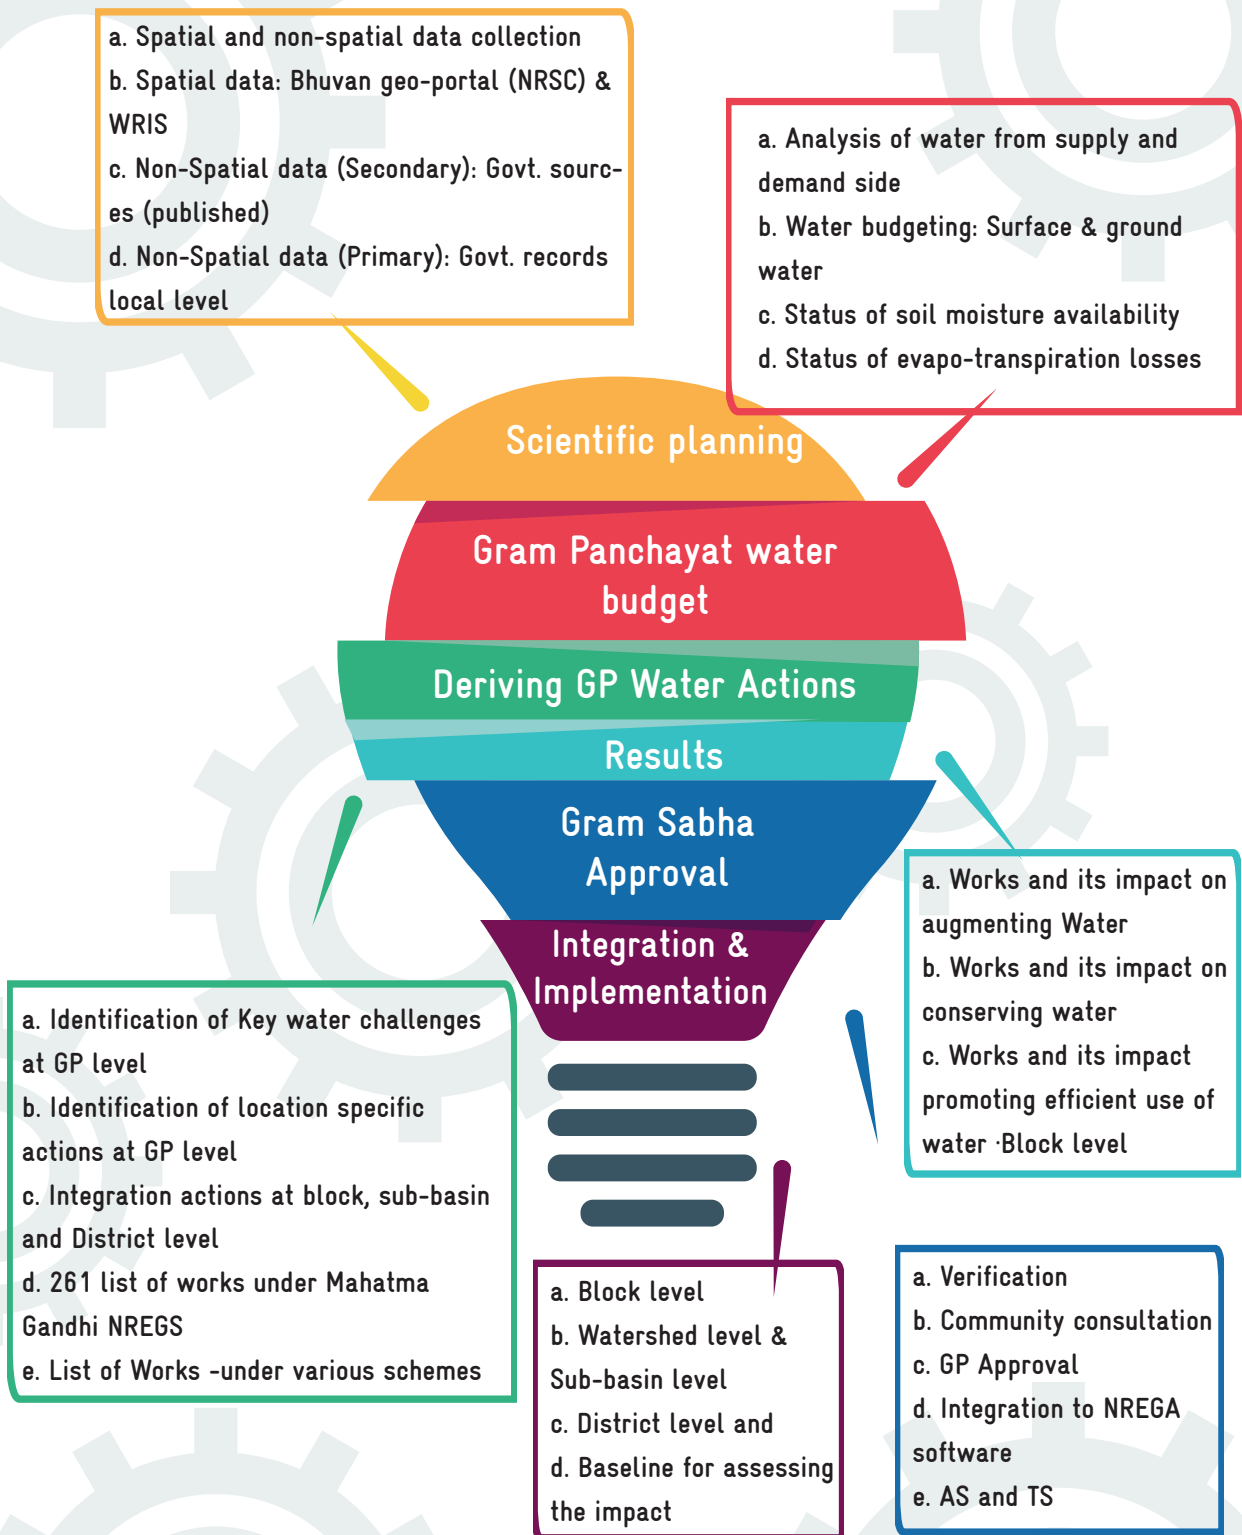 a. Spatial and non-spatial data collection
b. Spatial data: Bhuvan geo-portal (NRSC) &
WRIS
c. Non-Spatial data (Secondary): Govt. sourc-
es (published)
d. Non-Spatial data (Primary): Govt. records
local level
a. Analysis of water from supply and
demand side
b. Water budgeting: Surface & ground
water
c. Status of soil moisture availability
d. Status of evapo-transpiration losses
Scientific planning
Gram Panchayat water
budget
Deriving GP Water Actions
Results
Gram Sabha
Approval
Integration &
Implementation
a. Works and its impact on
augmenting Water
b. Works and its impact on
conserving water
c. Works and its impact
promoting efficient use of
water ·Block level
a. Identification of Key water challenges
at GP level
b. Identification of location specific
actions at GP level
c. Integration actions at block, sub-basin
and District level
d. 261 list of works under Mahatma
Gandhi NREGS
e. List of Works -under various schemes
a. Block level
b. Watershed level &
Sub-basin level
c. District level and
d. Baseline for assessing
the impact
a. Verification
b. Community consultation
c. GP Approval
d. Integration to NREGA
software
e. AS and TS